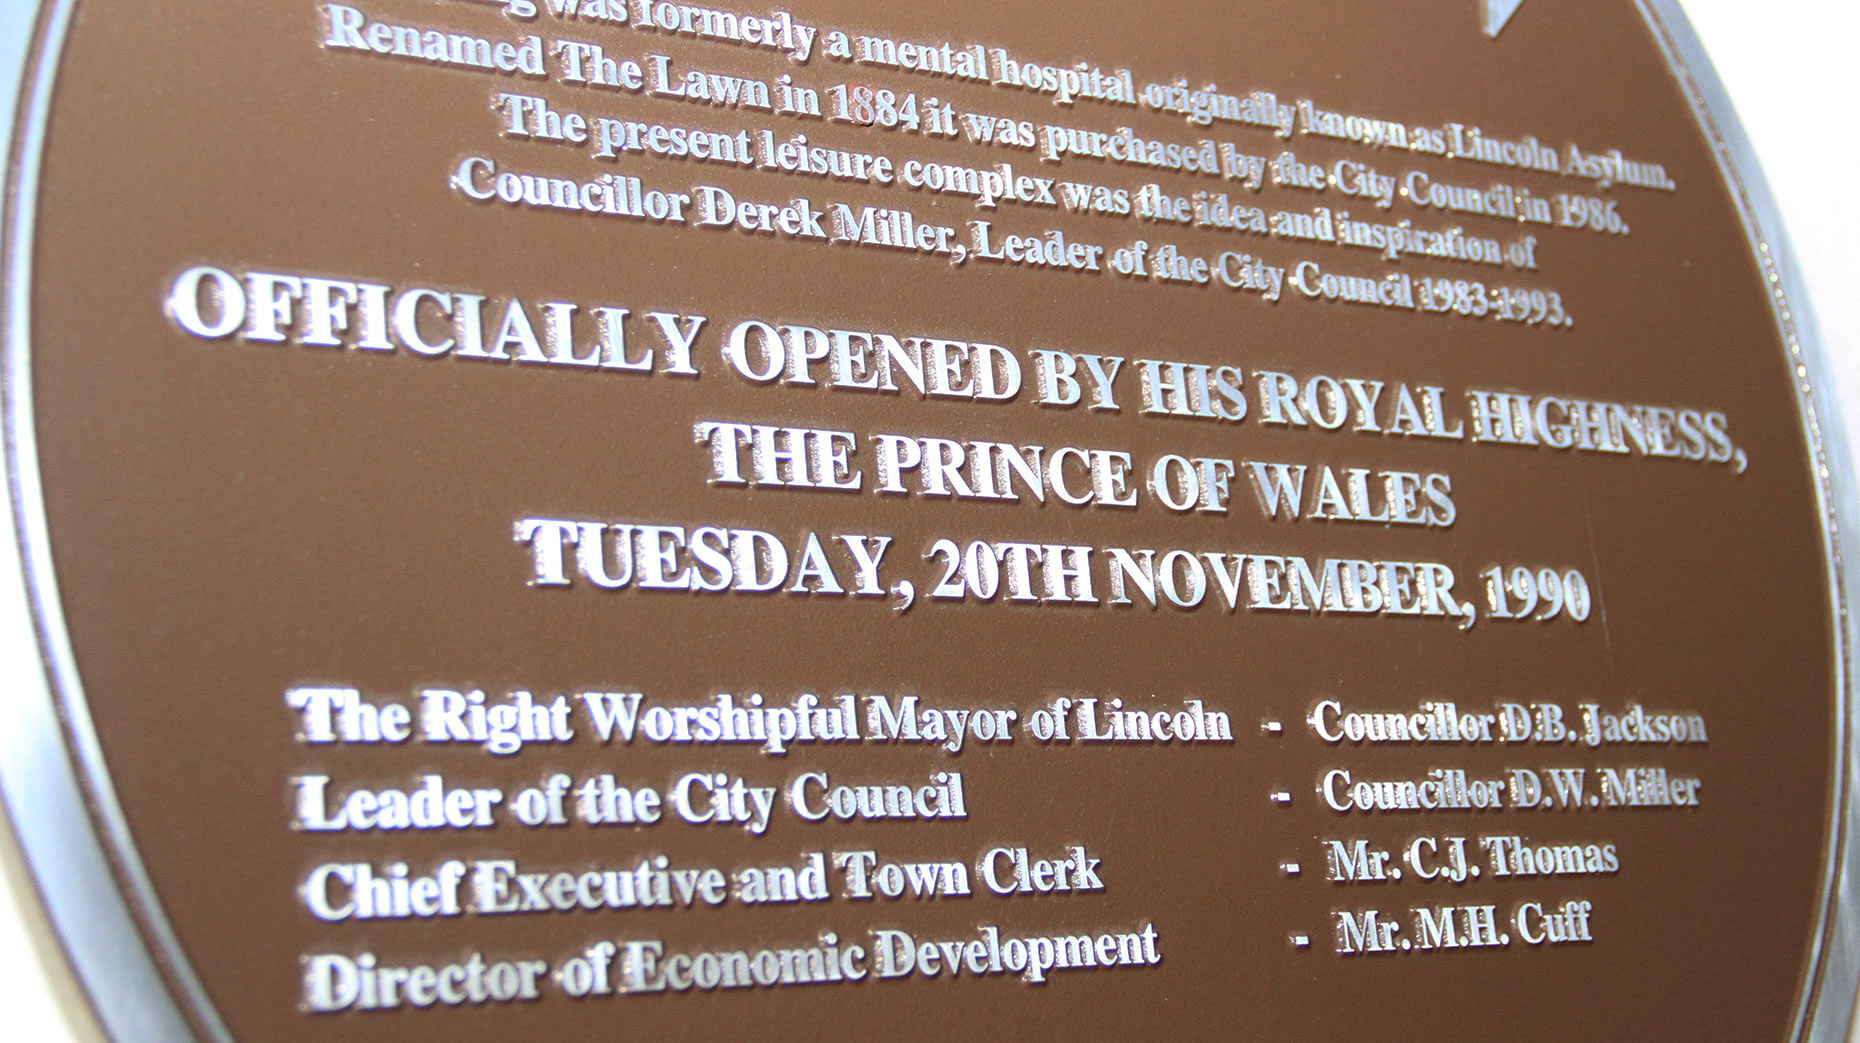 was formerly a mental hospital originally known as Lincoln Asylum.
Renamed The Lawn in 1884 it was purchased by the City Council in 1986.
The present leisure complex was the idea and inspiration of
Councillor Derek Miller, Leader of the City Council 1983-1993.
OFFICIALLY OPENED BY HIS ROYAL HIGHNESS,
THE PRINCE OF WALES
TUESDAY, 20TH NOVEMBER, 1990
The Right Worshipful Mayor of Lincoln - Councillor D.B. Jackson
Leader of the City Council - Councillor D.W. Miller
Chief Executive and Town Clerk - Mr. C.J. Thomas
Director of Economic Development - Mr. M.H. Cuff